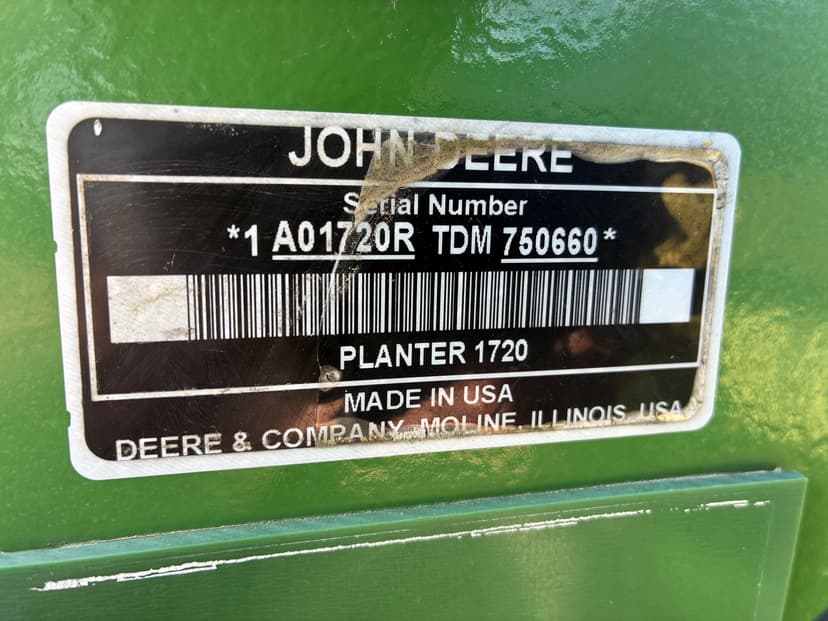 JOHN DEERE
Serial Number
*1 A01720R TDM 750660*
PLANTER 1720
MADE IN USA
DEERE & COMPANY, MOLINE, ILLINOIS, USA